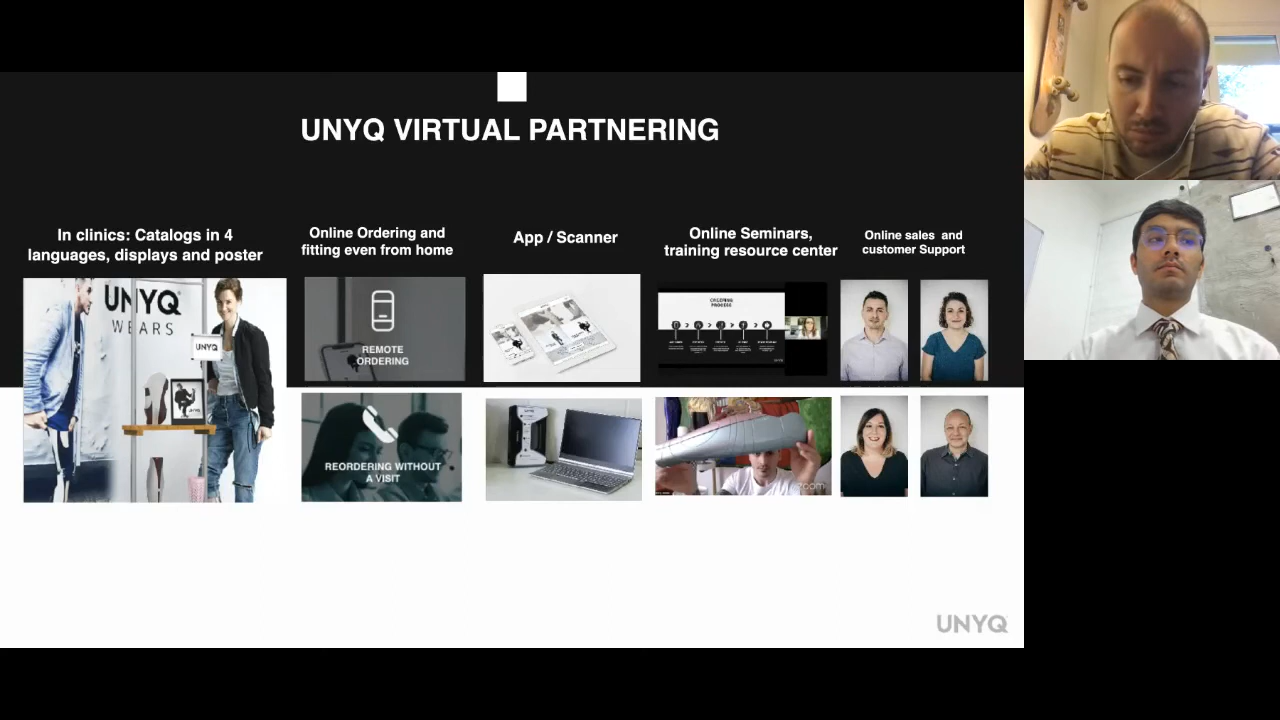 UNYQ VIRTUAL PARTNERING
In clinics: Catalogs in 4
languages, displays and poster
Online Ordering and
fitting even from home
App / Scanner
Online Seminars,
training resource center
Online sales and
customer Support
UNYQ
WEARS
UNYQ
REMOTE
ORDERING
ORDERING
PROCESS
REORDERING WITHOUT
A VISIT
zoom
UNYQ